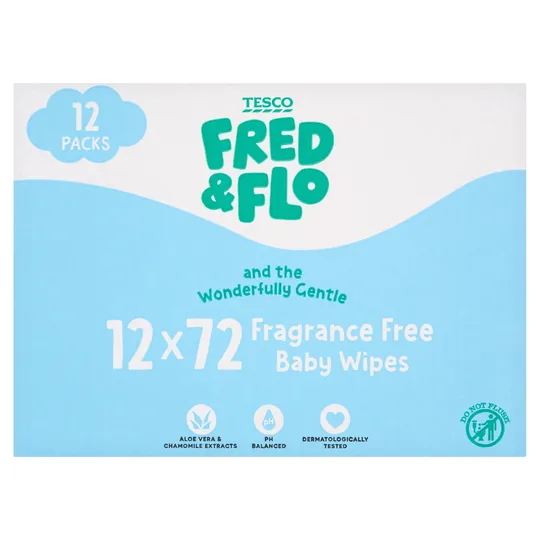 12
PACKS
TESCO
FRED
&FLO
and the
Wonderfully Gentle
12x72 Fragrance Free
Baby Wipes
ALOE VERA &
CHAMOMILE EXTRACTS
pH
PH
BALANCED
DERMATOLOGICALLY
TESTED
DO NOT FLUSH